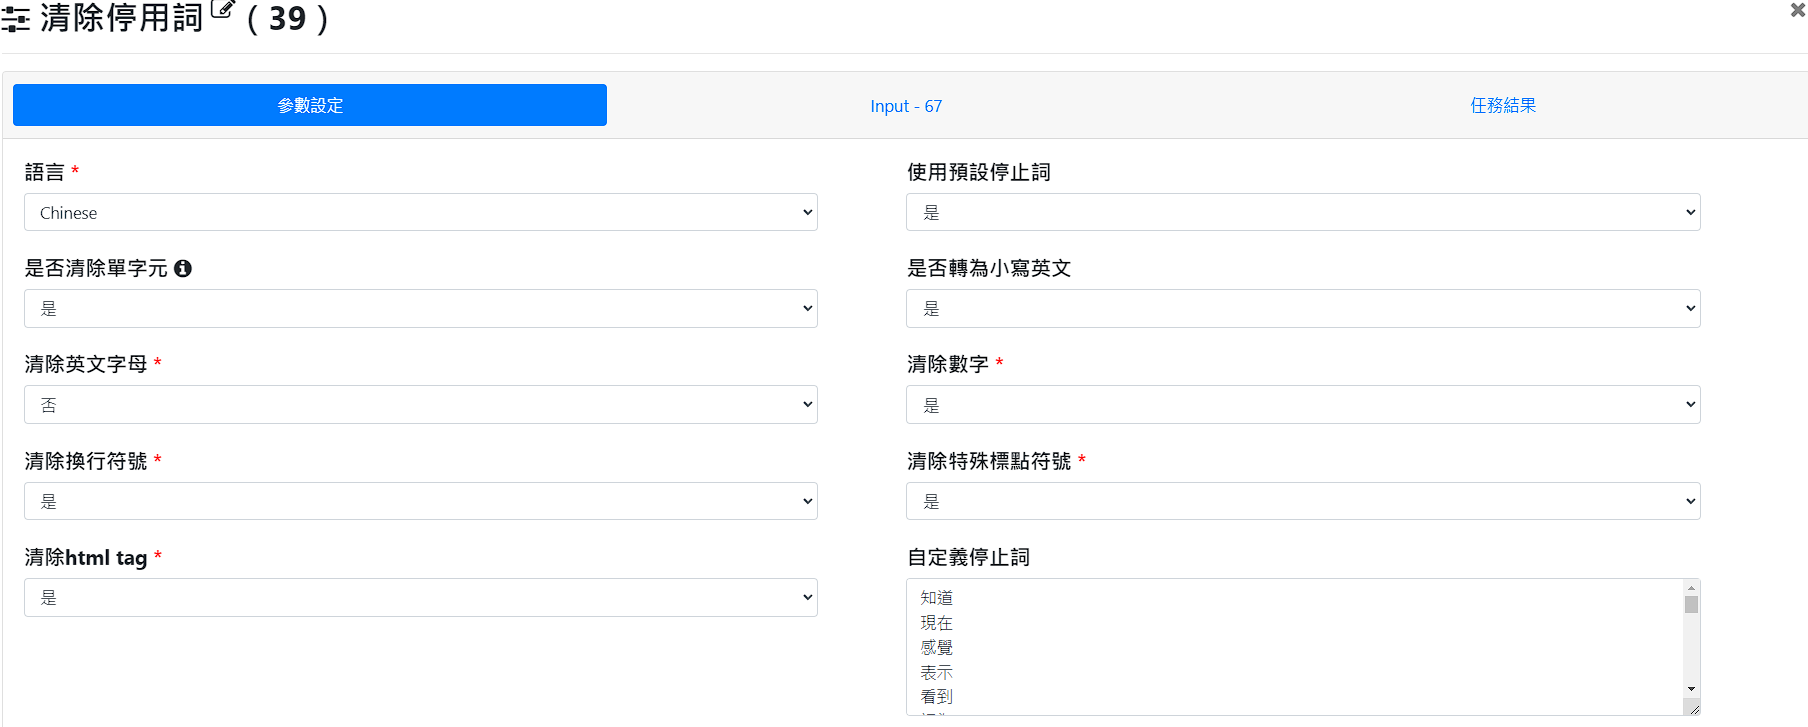 清除停用詞 ( 39 )
參數設定
Input - 67
任務結果
語言 *
使用預設停止詞
Chinese
是
是否清除單字元
是否轉為小寫英文
是
是
清除英文字母 *
清除數字 *
否
是
清除換行符號 *
清除特殊標點符號 *
是
是
清除html tag *
自定義停止詞
是
知道
現在
感覺
表示
看到